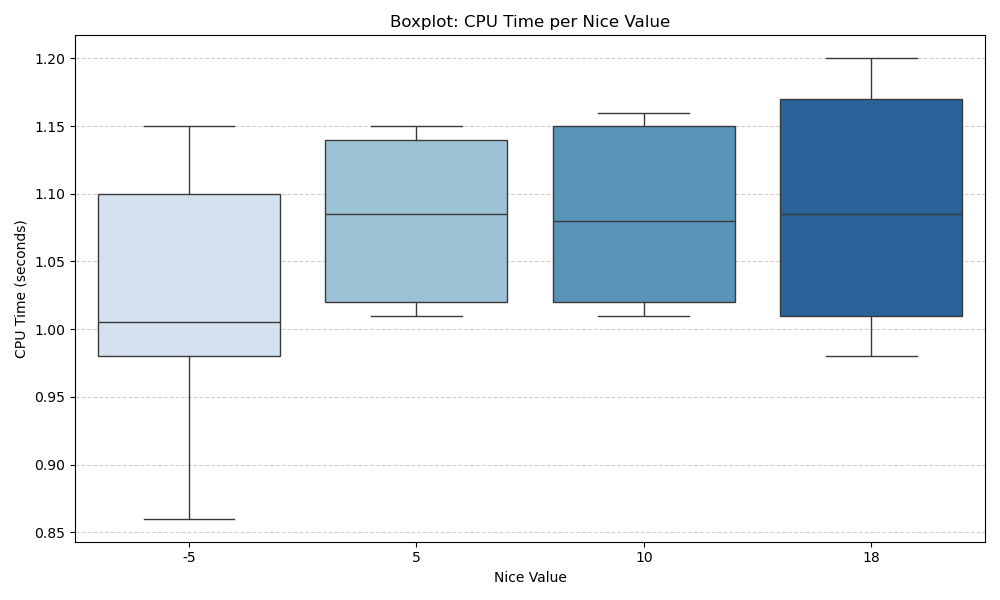 Boxplot: CPU Time per Nice Value
1.20
1.15
1.10
1.05
1.00
0.95
0.90
0.85
CPU Time (seconds)
-5 5 10 18
Nice Value